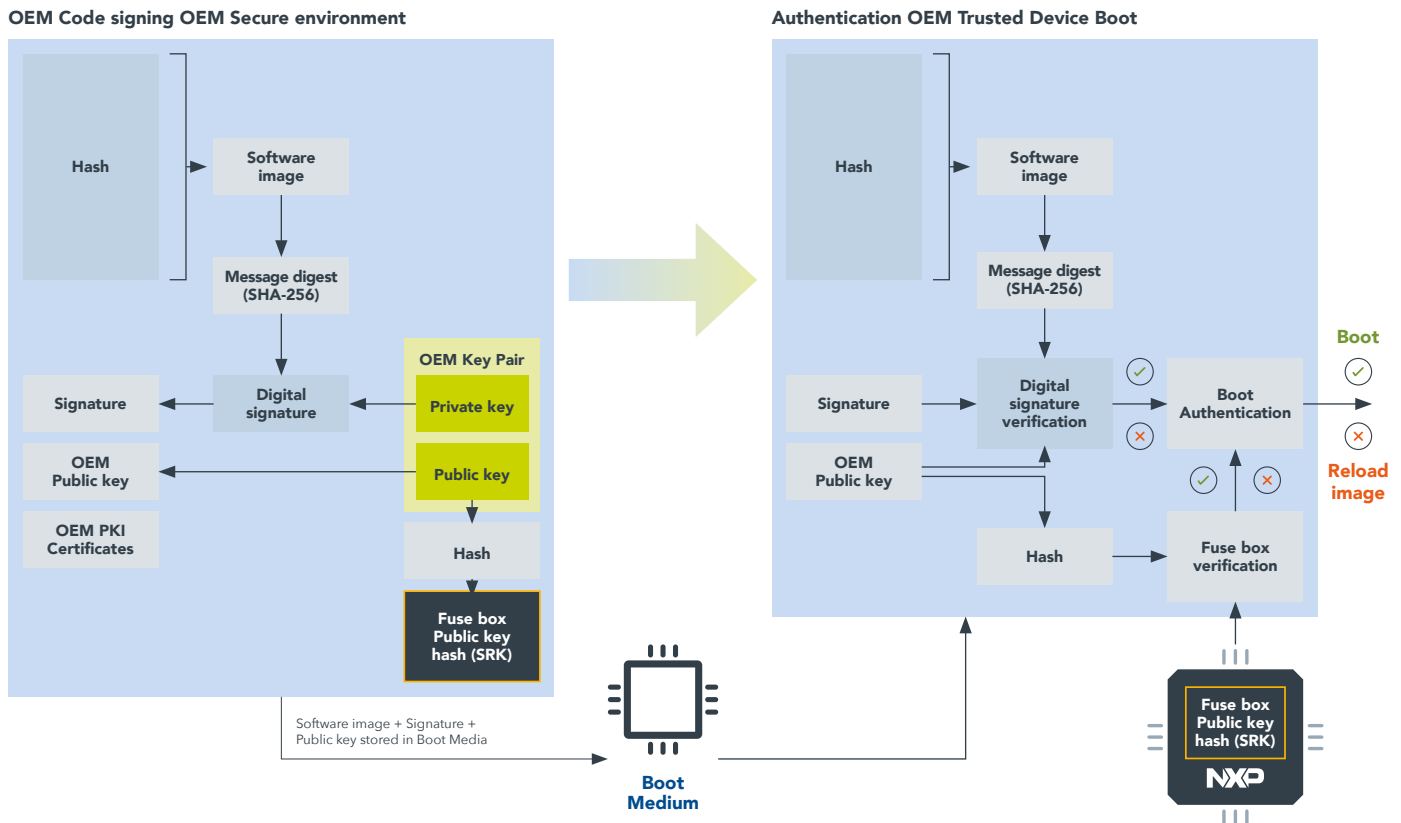 OEM Code signing OEM Secure environment
Hash
Software
image
Message digest
(SHA-256)
OEM Key Pair
Signature
Digital
signature
Private key
OEM
Public key
Public key
OEM PKI
Certificates
Hash
Fuse box
Public key
hash (SRK)
Software image + Signature +
Public key stored in Boot Media
Boot
Medium
Authentication OEM Trusted Device Boot
Hash
Software
image
Message digest
(SHA-256)
Signature
Digital
signature
verification
Boot
Authentication
Boot
Reload
image
OEM
Public key
Hash
Fuse box
verification
Fuse box
Public key
hash (SRK)
NXP